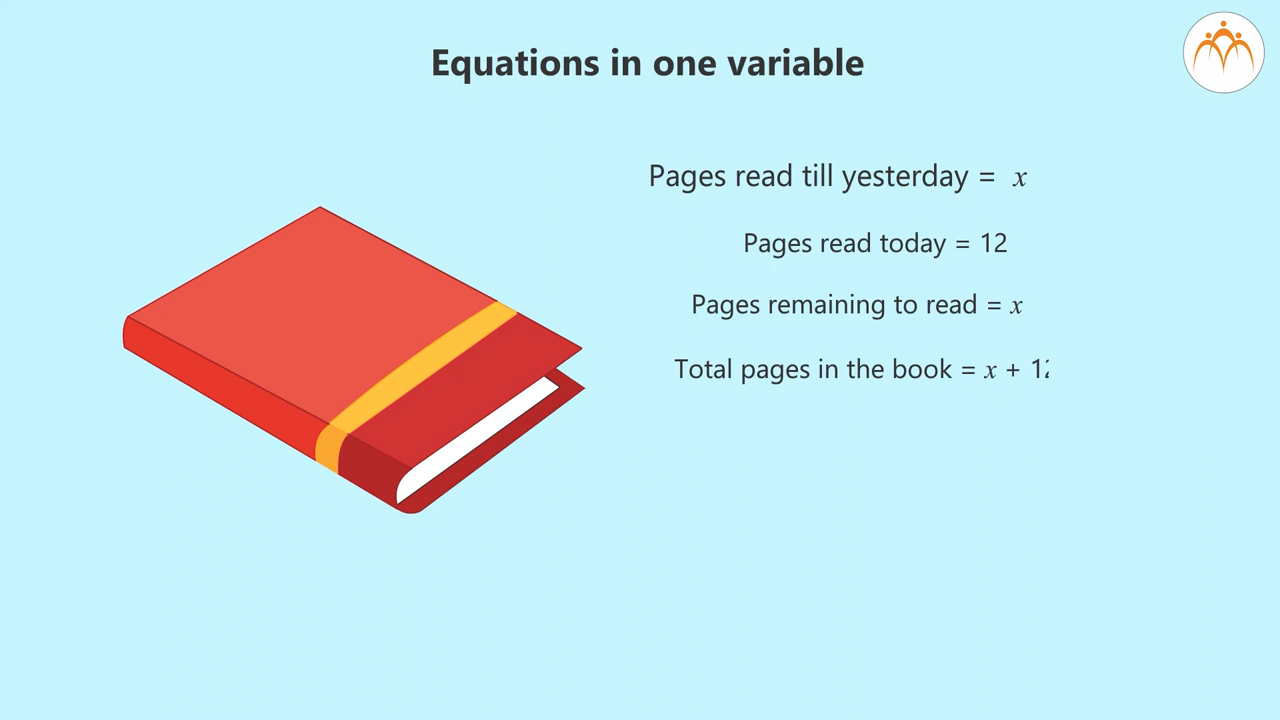 Equations in one variable
Pages read till yesterday = x
Pages read today = 12
Pages remaining to read = x
Total pages in the book = x + 12